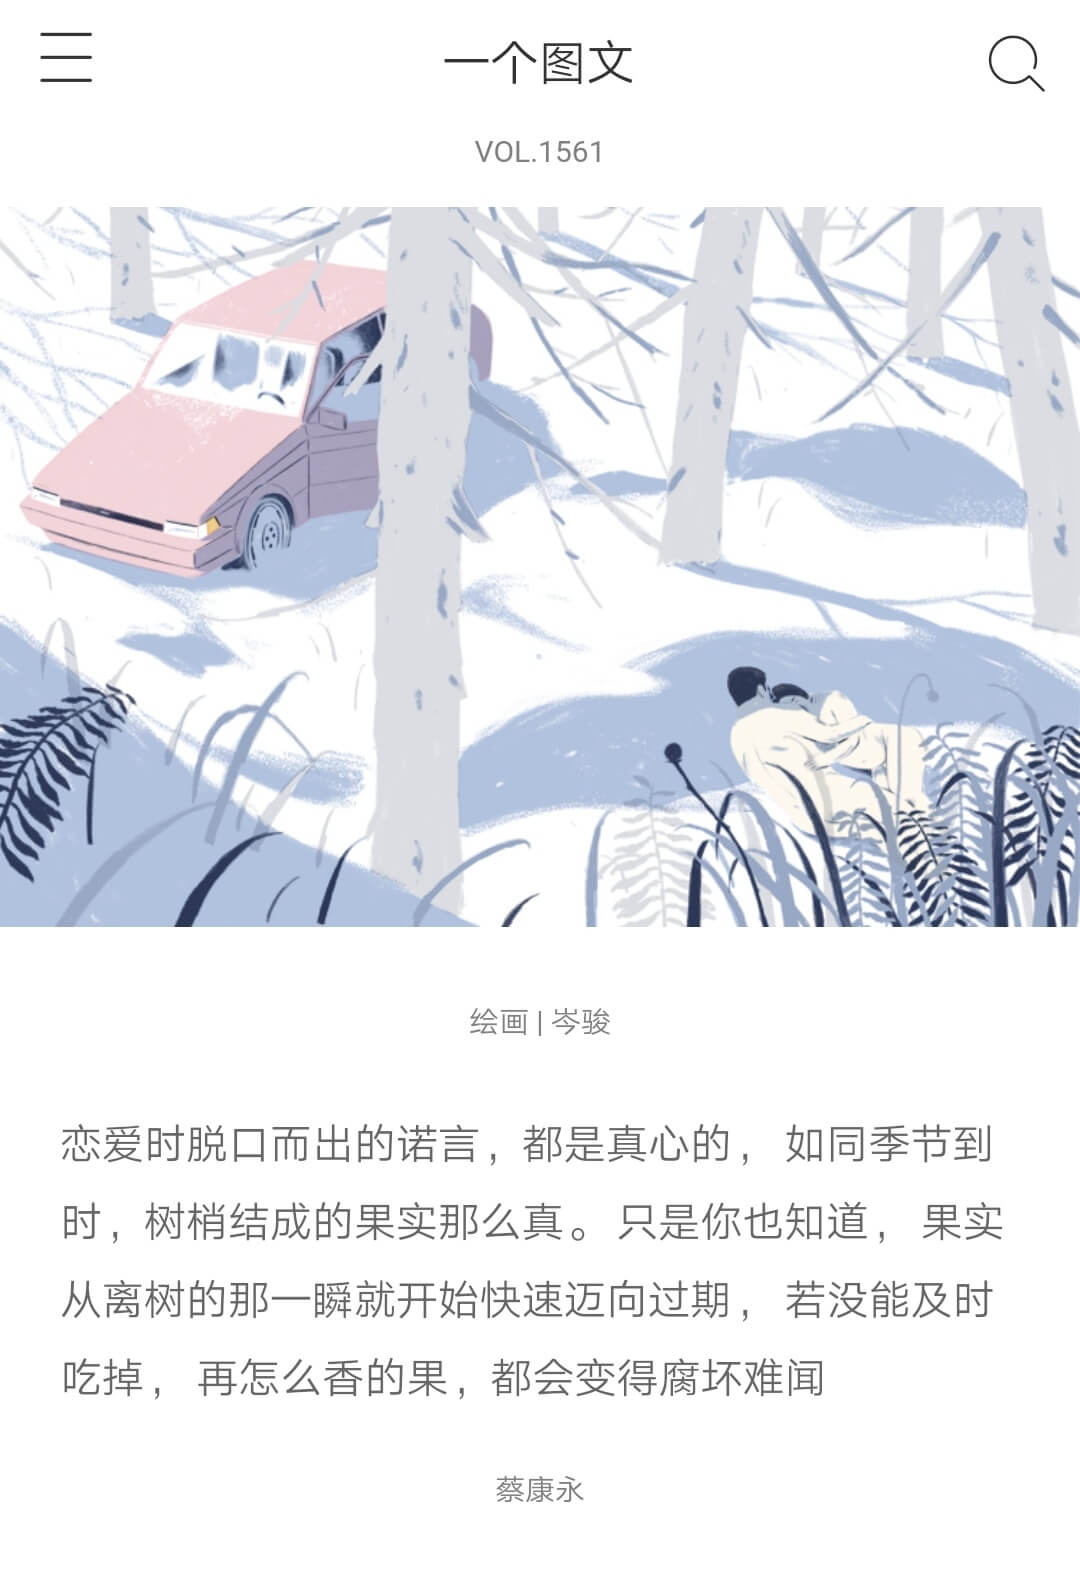 一个图文
VOL.1561
绘画 | 岑骏
恋爱时脱口而出的诺言，都是真心的， 如同季节到
时，树梢结成的果实那么真。 只是你也知道， 果实
从离树的那一瞬就开始快速迈向过期， 若没能及时
吃掉， 再怎么香的果，都会变得腐坏难闻
蔡康永